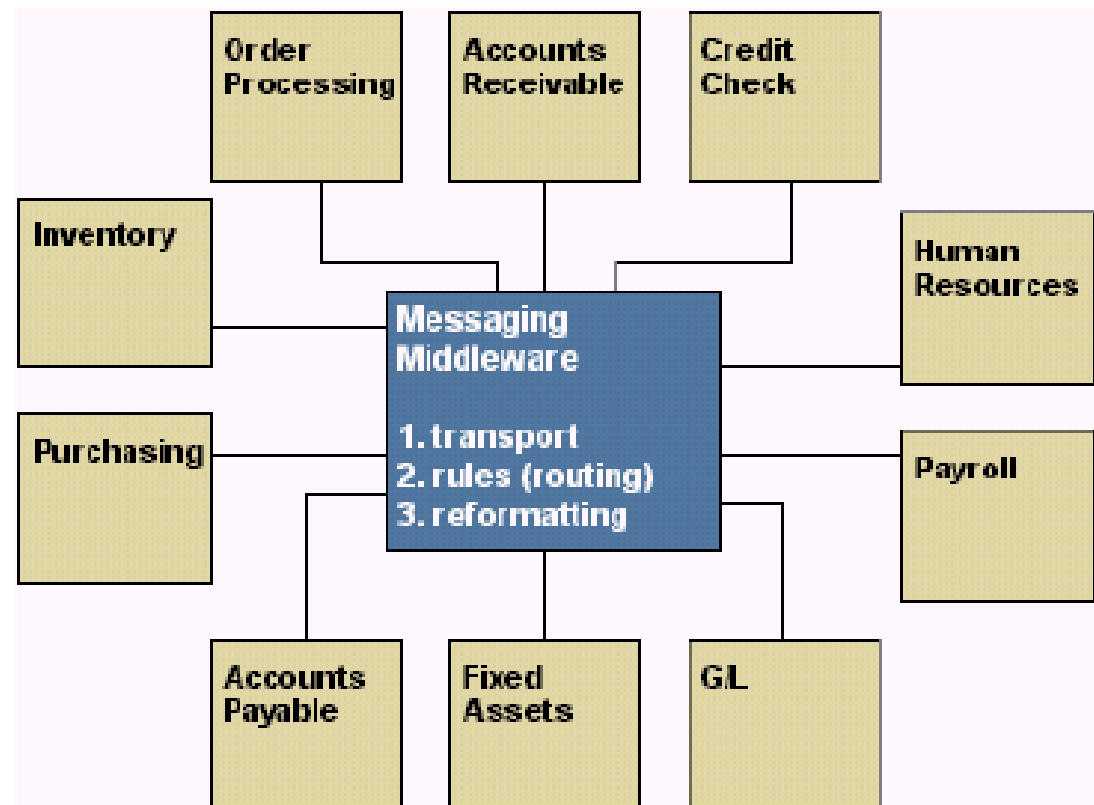 Order
Processing
Accounts
Receivable
Credit
Check
Inventory
Human
Resources
Messaging
Middleware
1. transport
2. rules (routing)
3. reformatting
Purchasing
Payroll
Accounts
Payable
Fixed
Assets
G/L